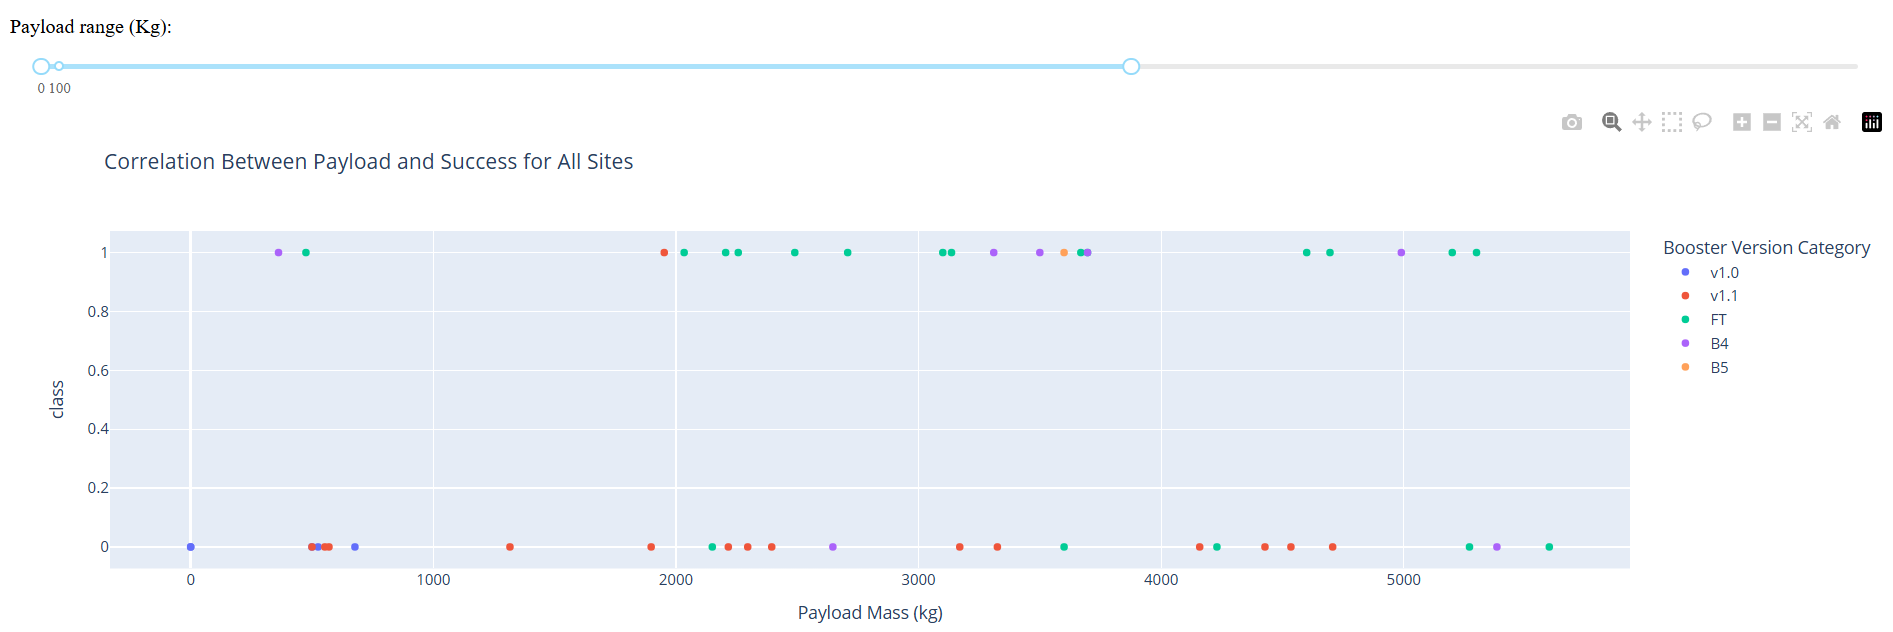 Payload range (Kg):
0 100
Correlation Between Payload and Success for All Sites
Booster Version Category
v1.0
v1.1
FT
B4
B5
1
0.8
0.6
0.4
0.2
0
class
0 1000 2000 3000 4000 5000
Payload Mass (kg)